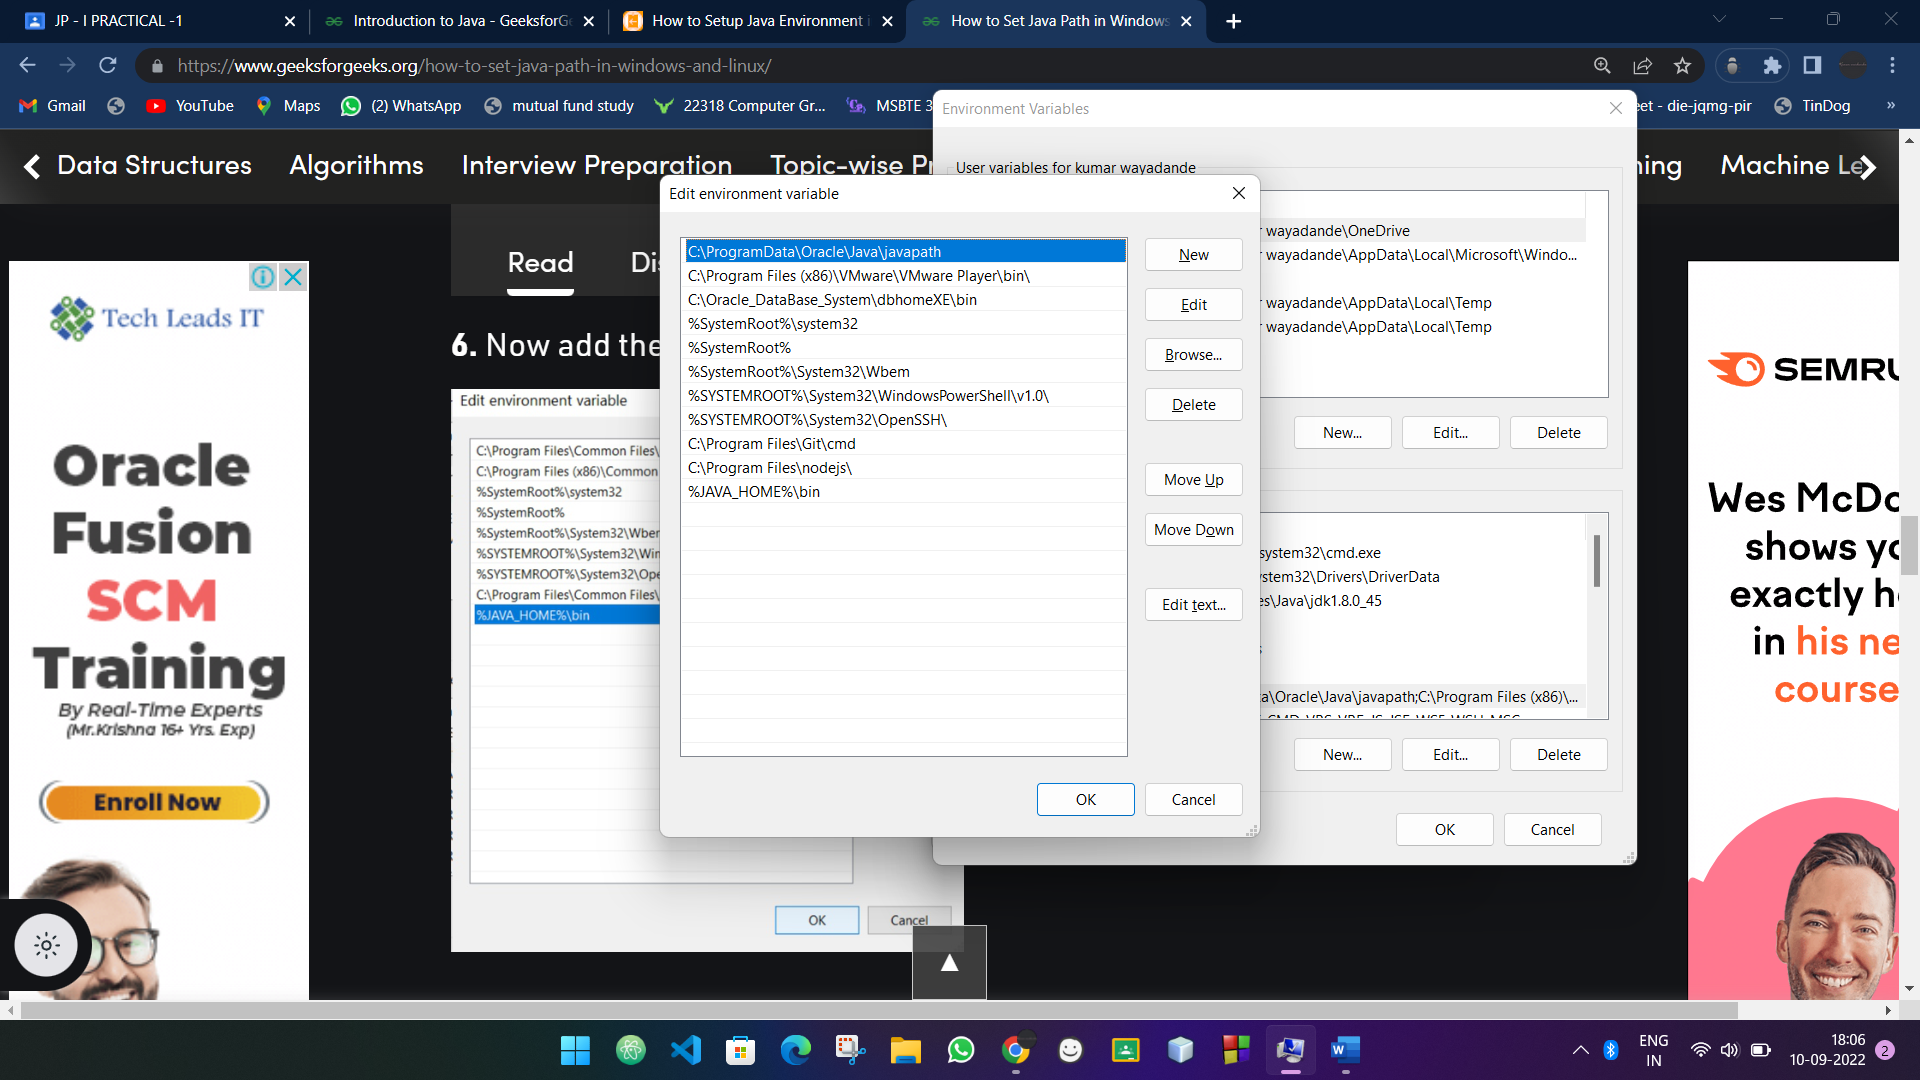 JP - I PRACTICAL -1
Introduction to Java - GeeksforGe
How to Setup Java Environment i
How to Set Java Path in Windows
https://www.geeksforgeeks.org/how-to-set-java-path-in-windows-and-linux/
Gmail
YouTube
Maps
(2) WhatsApp
mutual fund study
22318 Computer Gr...
MSBTE 3
eet - die-jqmg-pir
TinDog
»
Data Structures
Algorithms
Interview Preparation
Topic-wise Pr
ning
Machine Le
Environment Variables
User variables for kumar wayadande
r wayadande\OneDrive
r wayadande\AppData\Local\Microsoft\Windo...
r wayadande\AppData\Local\Temp
r wayadande\AppData\Local\Temp
New...
Edit...
Delete
system32\cmd.exe
stem32\Drivers\DriverData
es\Java\jdk1.8.0_45
s
ta\Oracle\Java\javapath;C:\Program Files (x86)\...
New...
Edit...
Delete
OK
Cancel
Edit environment variable
C:\ProgramData\Oracle\Java\javapath
C:\Program Files (x86)\VMware\VMware Player\bin\
C:\Oracle_DataBase_System\dbhomeXE\bin
%SystemRoot%\system32
%SystemRoot%
%SystemRoot%\System32\Wbem
%SYSTEMROOT%\System32\WindowsPowerShell\v1.0\
%SYSTEMROOT%\System32\OpenSSH\
C:\Program Files\Git\cmd
C:\Program Files\nodejs\
%JAVA_HOME%\bin
New
Edit
Browse...
Delete
Move Up
Move Down
Edit text...
OK
Cancel
Read
Dis
6. Now add the
Edit environment variable
C:\Program Files\Common Files\
C:\Program Files (x86)\Common
%SystemRoot%\system32
%SystemRoot%
%SystemRoot%\System32\Wber
%SYSTEMROOT%\System32\Win
%SYSTEMROOT%\System32\Ope
C:\Program Files\Common Files\
%JAVA_HOME%\bin
OK
Cancel
Tech Leads IT
Oracle
Fusion
SCM
Training
By Real-Time Experts
(Mr.Krishna 16+ Yrs. Exp)
Enroll Now
SEMRU
Wes McDo
shows yo
exactly h
in his ne
course
ENG
IN
18:06
10-09-2022
2